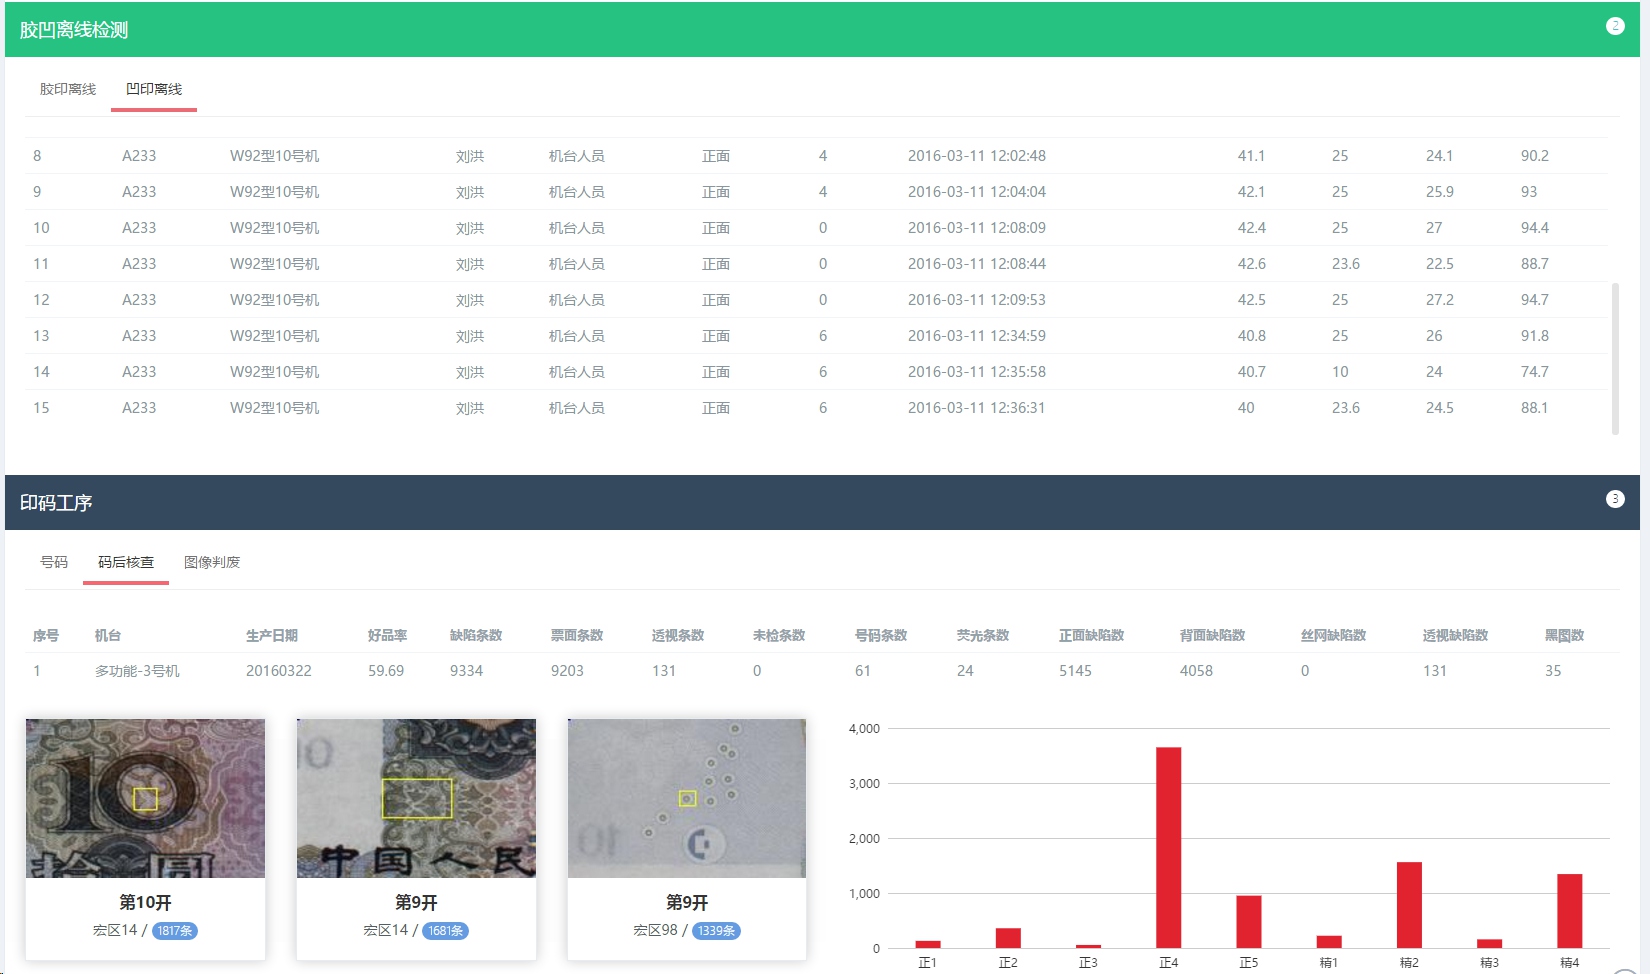 胶凹离线检测 2
胶印离线 凹印离线
8 A233 W92型10号机 刘洪 机台人员 正面 4 2016-03-11 12:02:48 41.1 25 24.1 90.2
9 A233 W92型10号机 刘洪 机台人员 正面 4 2016-03-11 12:04:04 42.1 25 25.9 93
10 A233 W92型10号机 刘洪 机台人员 正面 0 2016-03-11 12:08:09 42.4 25 27 94.4
11 A233 W92型10号机 刘洪 机台人员 正面 0 2016-03-11 12:08:44 42.6 23.6 22.5 88.7
12 A233 W92型10号机 刘洪 机台人员 正面 0 2016-03-11 12:09:53 42.5 25 27.2 94.7
13 A233 W92型10号机 刘洪 机台人员 正面 6 2016-03-11 12:34:59 40.8 25 26 91.8
14 A233 W92型10号机 刘洪 机台人员 正面 6 2016-03-11 12:35:58 40.7 10 24 74.7
15 A233 W92型10号机 刘洪 机台人员 正面 6 2016-03-11 12:36:31 40 23.6 24.5 88.1
印码工序 3
号码 码后核查 图像判废
序号 机台 生产日期 好品率 缺陷条数 票面条数 透视条数 未检条数 号码条数 荧光条数 正面缺陷数 背面缺陷数 丝网缺陷数 透视缺陷数 黑图数
1 多功能-3号机 20160322 59.69 9334 9203 131 0 61 24 5145 4058 0 131 35
10
拾圆
中国人民
第10开
宏区14 / 1817条
第9开
宏区14 / 1681条
第9开
宏区98 / 1339条
4,000
3,000
2,000
1,000
0
正1 正2 正3 正4 正5 精1 精2 精3 精4